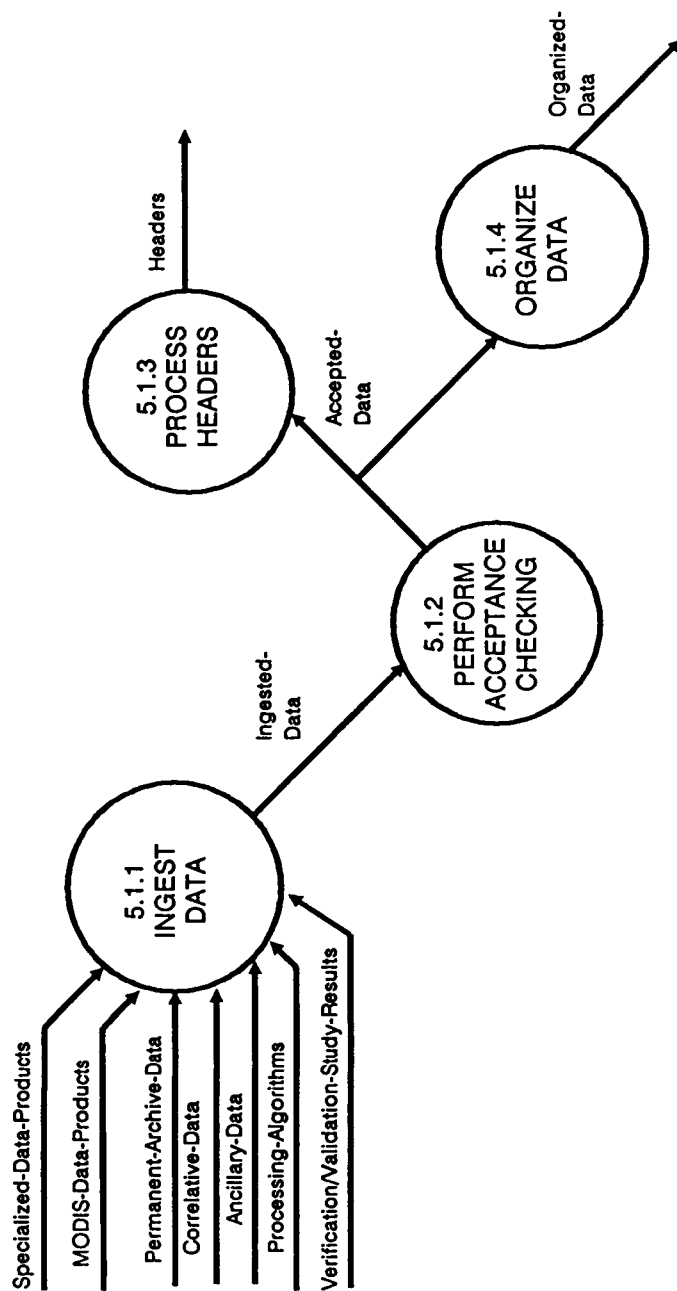 Specialized-Data-Products
MODIS-Data-Products
Permanent-Archive-Data
Correlative-Data
Ancillary-Data
Processing-Algorithms
Verification/Validation-Study-Results
5.1.1
INGEST
DATA
Ingested-
Data
5.1.2
PERFORM
ACCEPTANCE
CHECKING
Accepted-
Data
5.1.3
PROCESS
HEADERS
Headers
5.1.4
ORGANIZE
DATA
Organized-
Data